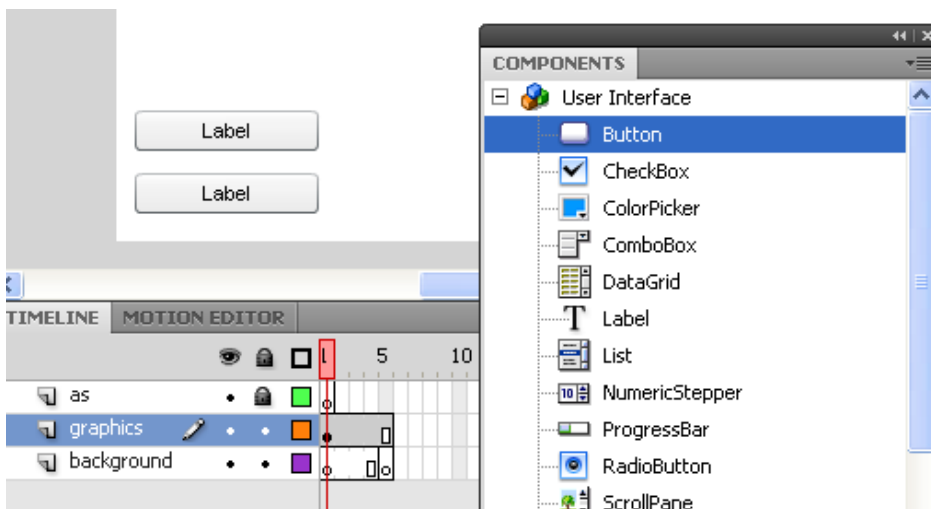 COMPONENTS
User Interface
Button
CheckBox
ColorPicker
ComboBox
DataGrid
Label
List
10
NumericStepper
ProgressBar
RadioButton
ScrollPane
Label
Label
TIMELINE MOTION EDITOR
1 5 10
as
graphics
background